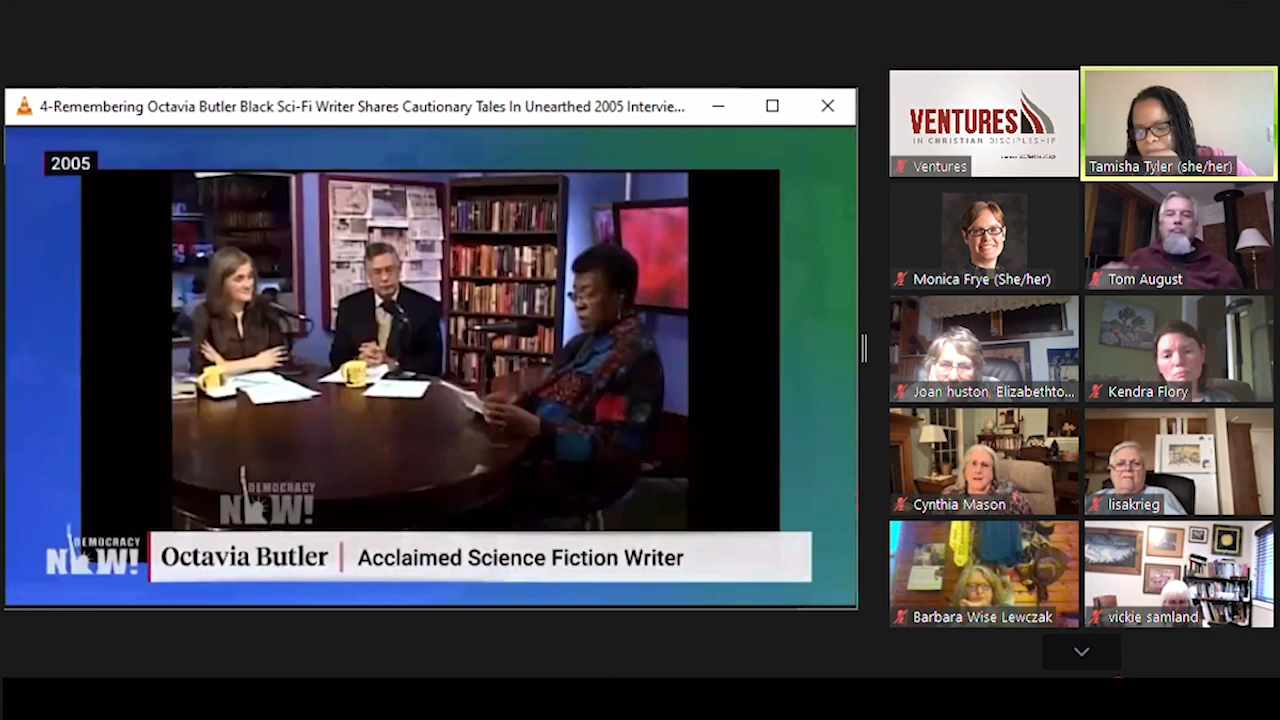 4-Remembering Octavia Butler Black Sci-Fi Writer Shares Cautionary Tales In Unearthed 2005 Intervie...
2005
DEMOCRACY
NOW!
DEMOCRACY
NOW!
Octavia Butler | Acclaimed Science Fiction Writer
VENTURES
IN CHRISTIAN DISCIPLESHIP
Ventures
Tamisha Tyler (she/her)
Monica Frye (She/her)
Tom August
Joan huston, Elizabethto...
Kendra Flory
Cynthia Mason
lisakrieg
Barbara Wise Lewczak
vickie samland